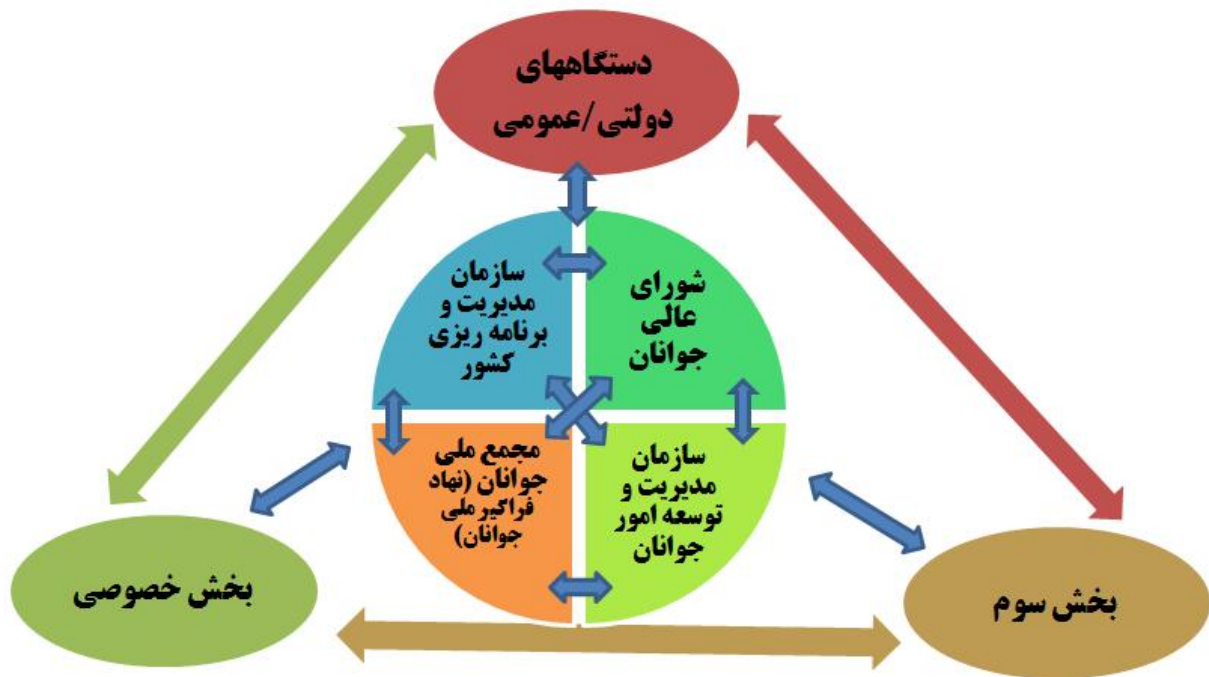 دستگاههای
دولتی/عمومی
شورای
عالی
جوانان
سازمان
مدیریت و
برنامه ریزی
کشور
سازمان
مدیریت و
توسعه امور
جوانان
مجمع ملی
جوانان (نهاد
فراگیر ملی
جوانان)
بخش سوم
بخش خصوصی